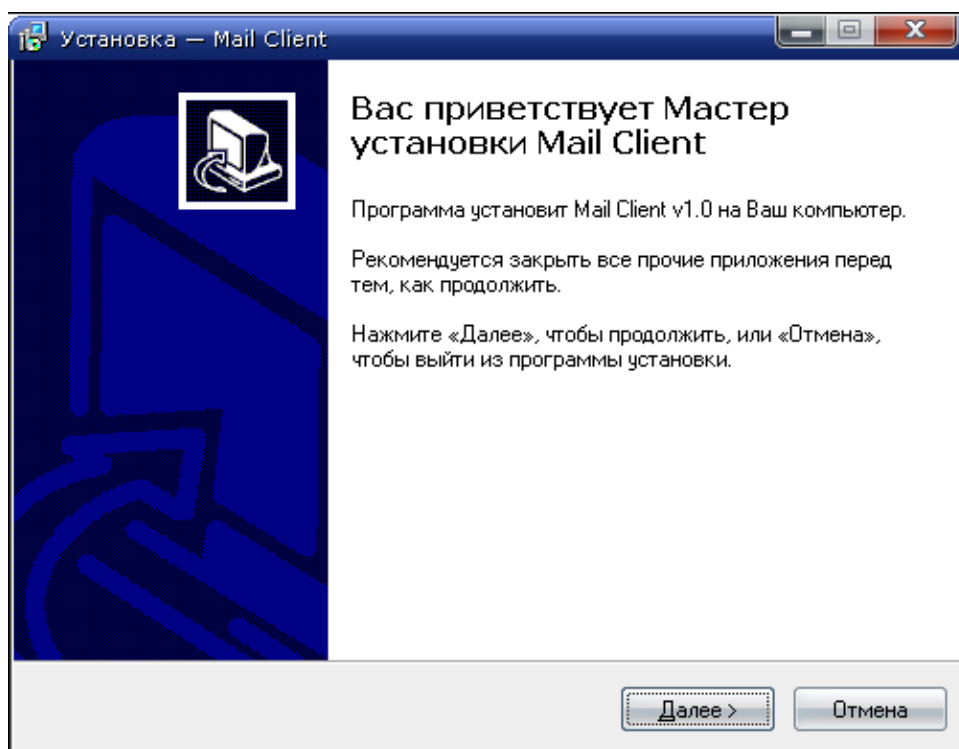 Установка — Mail Client
Вас приветствует Мастер
установки Mail Client
Программа установит Mail Client v1.0 на Ваш компьютер.
Рекомендуется закрыть все прочие приложения перед
тем, как продолжить.
Нажмите «Далее», чтобы продолжить, или «Отмена»,
чтобы выйти из программы установки.
Далее >
Отмена